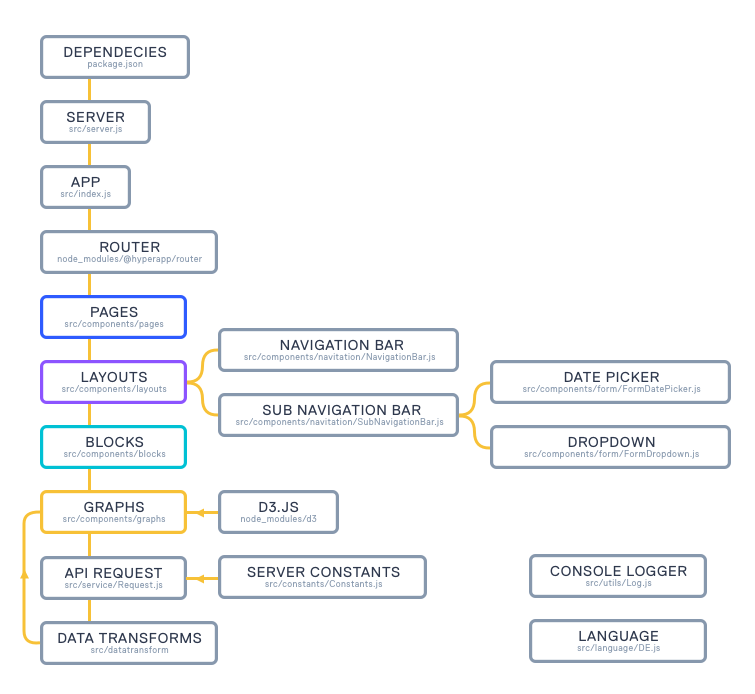 DEPENDECIES
package.json
SERVER
src/server.js
APP
src/index.js
ROUTER
node_modules/@hyperapp/router
PAGES
src/components/pages
NAVIGATION BAR
src/components/navitation/NavigationBar.js
LAYOUTS
src/components/layouts
DATE PICKER
src/components/form/FormDatePicker.js
SUB NAVIGATION BAR
src/components/navitation/SubNavigationBar.js
BLOCKS
src/components/blocks
DROPDOWN
src/components/form/FormDropdown.js
GRAPHS
src/components/graphs
D3.JS
node_modules/d3
API REQUEST
src/service/Request.js
SERVER CONSTANTS
src/constants/Constants.js
CONSOLE LOGGER
src/utils/Log.js
DATA TRANSFORMS
src/datatransform
LANGUAGE
src/language/DE.js